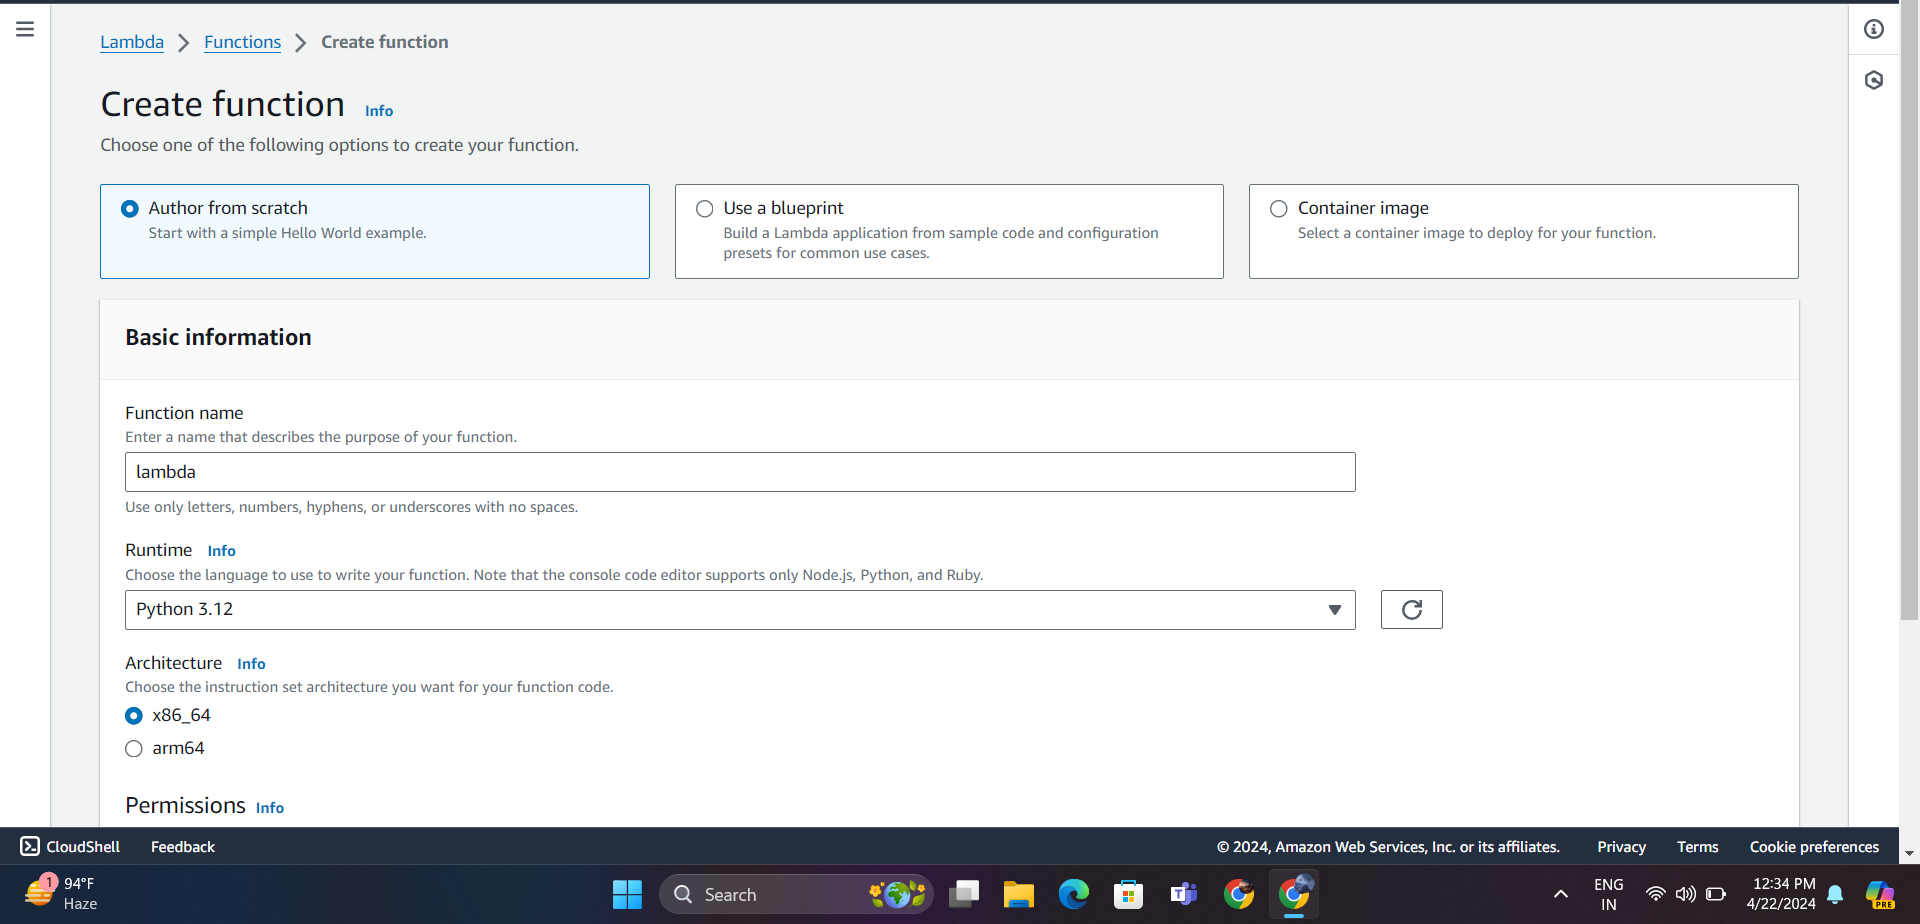 Lambda > Functions > Create function
Create function Info
Choose one of the following options to create your function.
Author from scratch
Start with a simple Hello World example.
Use a blueprint
Build a Lambda application from sample code and configuration
presets for common use cases.
Container image
Select a container image to deploy for your function.
Basic information
Function name
Enter a name that describes the purpose of your function.
lambda
Use only letters, numbers, hyphens, or underscores with no spaces.
Runtime Info
Choose the language to use to write your function. Note that the console code editor supports only Node.js, Python, and Ruby.
Python 3.12
Architecture Info
Choose the instruction set architecture you want for your function code.
x86_64
arm64
Permissions Info
CloudShell Feedback © 2024, Amazon Web Services, Inc. or its affiliates. Privacy Terms Cookie preferences
1
94°F
Haze
Search
T
ENG
IN
12:34 PM
4/22/2024
PRE